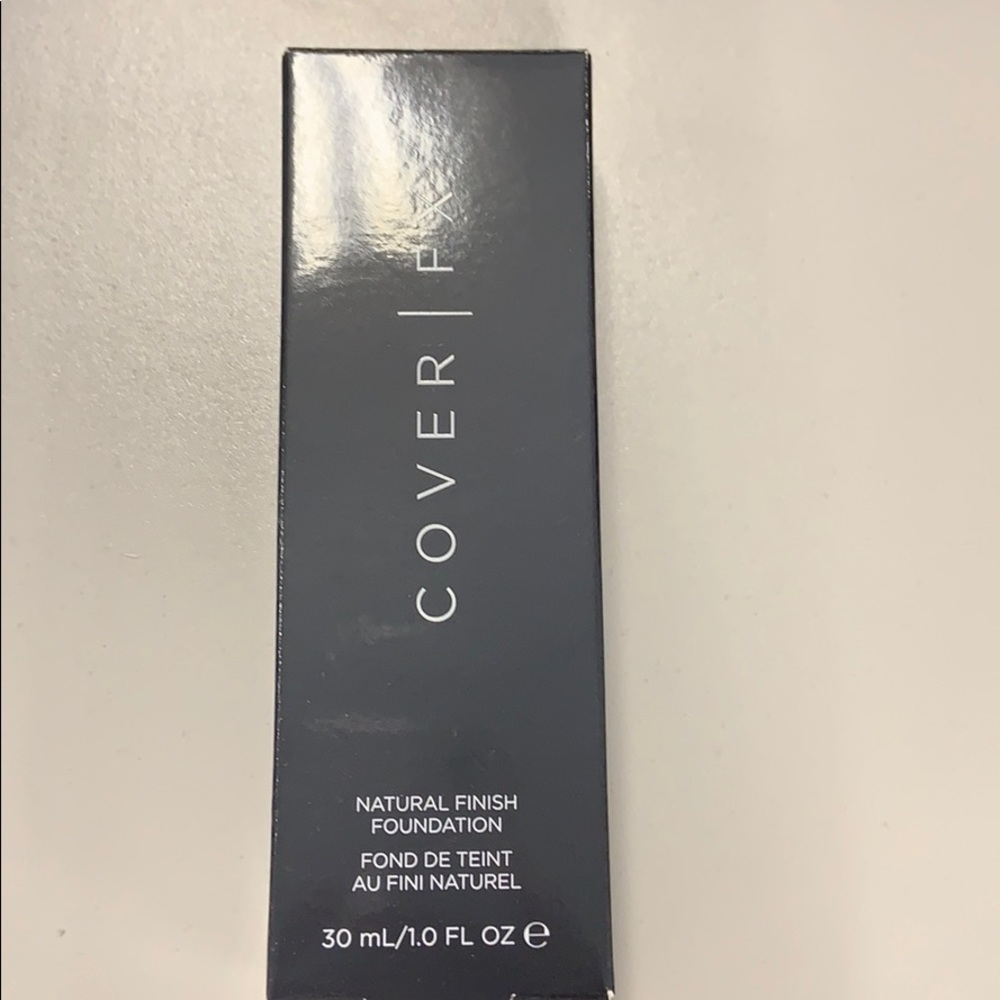 COVER | FX
NATURAL FINISH
FOUNDATION
FOND DE TEINT
AU FINI NATUREL
30 mL/1.0 FL OZ ℮